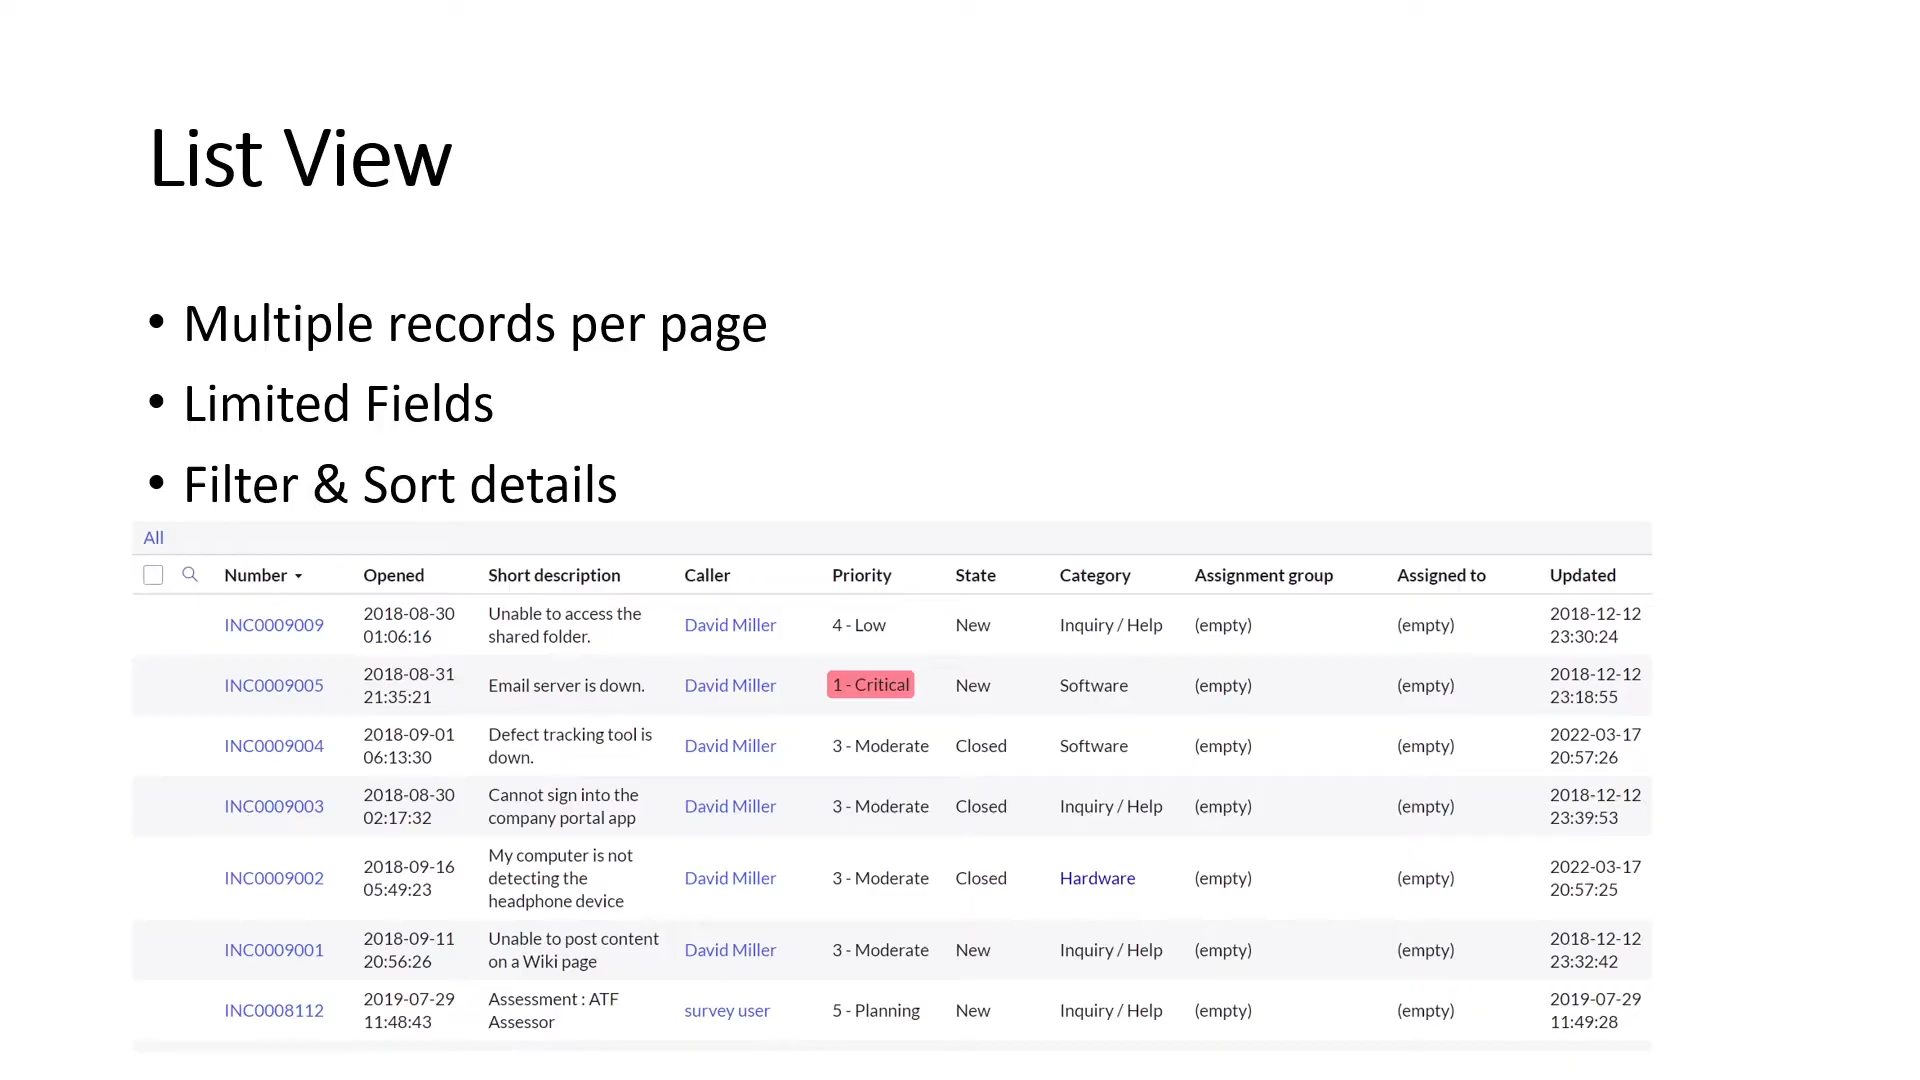 List View
• Multiple records per page
• Limited Fields
• Filter & Sort details
All
Number Opened Short description Caller Priority State Category Assignment group Assigned to Updated
INC0009009 2018-08-30 01:06:16 Unable to access the shared folder. David Miller 4 - Low New Inquiry / Help (empty) (empty) 2018-12-12 23:30:24
INC0009005 2018-08-31 21:35:21 Email server is down. David Miller 1 - Critical New Software (empty) (empty) 2018-12-12 23:18:55
INC0009004 2018-09-01 06:13:30 Defect tracking tool is down. David Miller 3 - Moderate Closed Software (empty) (empty) 2022-03-17 20:57:26
INC0009003 2018-08-30 02:17:32 Cannot sign into the company portal app David Miller 3 - Moderate Closed Inquiry / Help (empty) (empty) 2018-12-12 23:39:53
INC0009002 2018-09-16 05:49:23 My computer is not detecting the headphone device David Miller 3 - Moderate Closed Hardware (empty) (empty) 2022-03-17 20:57:25
INC0009001 2018-09-11 20:56:26 Unable to post content on a Wiki page David Miller 3 - Moderate New Inquiry / Help (empty) (empty) 2018-12-12 23:32:42
INC0008112 2019-07-29 11:48:43 Assessment : ATF Assessor survey user 5 - Planning New Inquiry / Help (empty) (empty) 2019-07-29 11:49:28